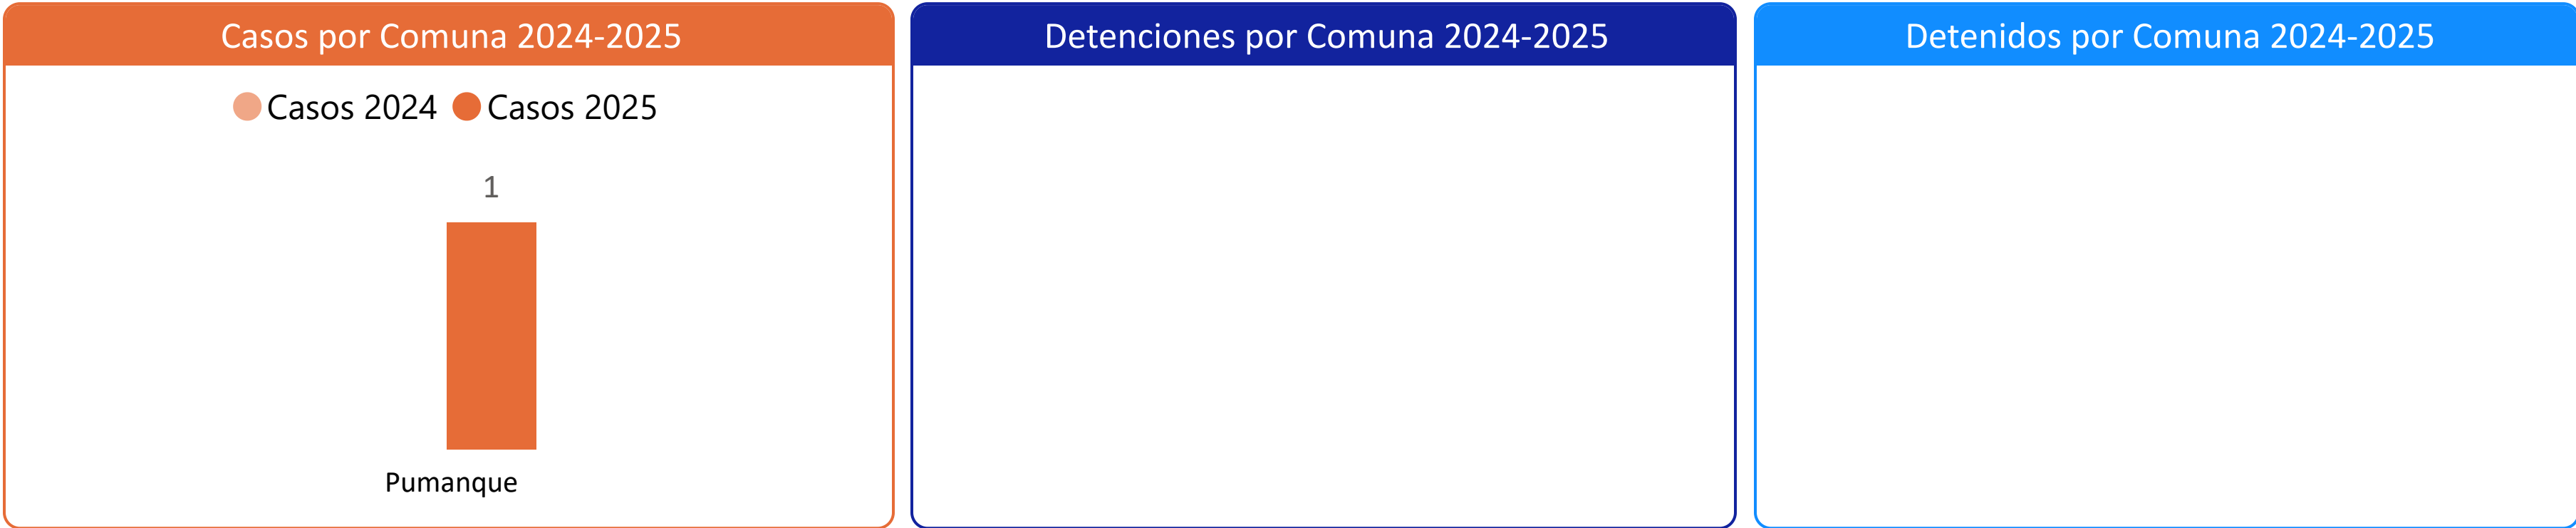 Casos por Comuna 2024-2025
Casos 2024 Casos 2025
1
Pumanque
Detenciones por Comuna 2024-2025
Detenidos por Comuna 2024-2025